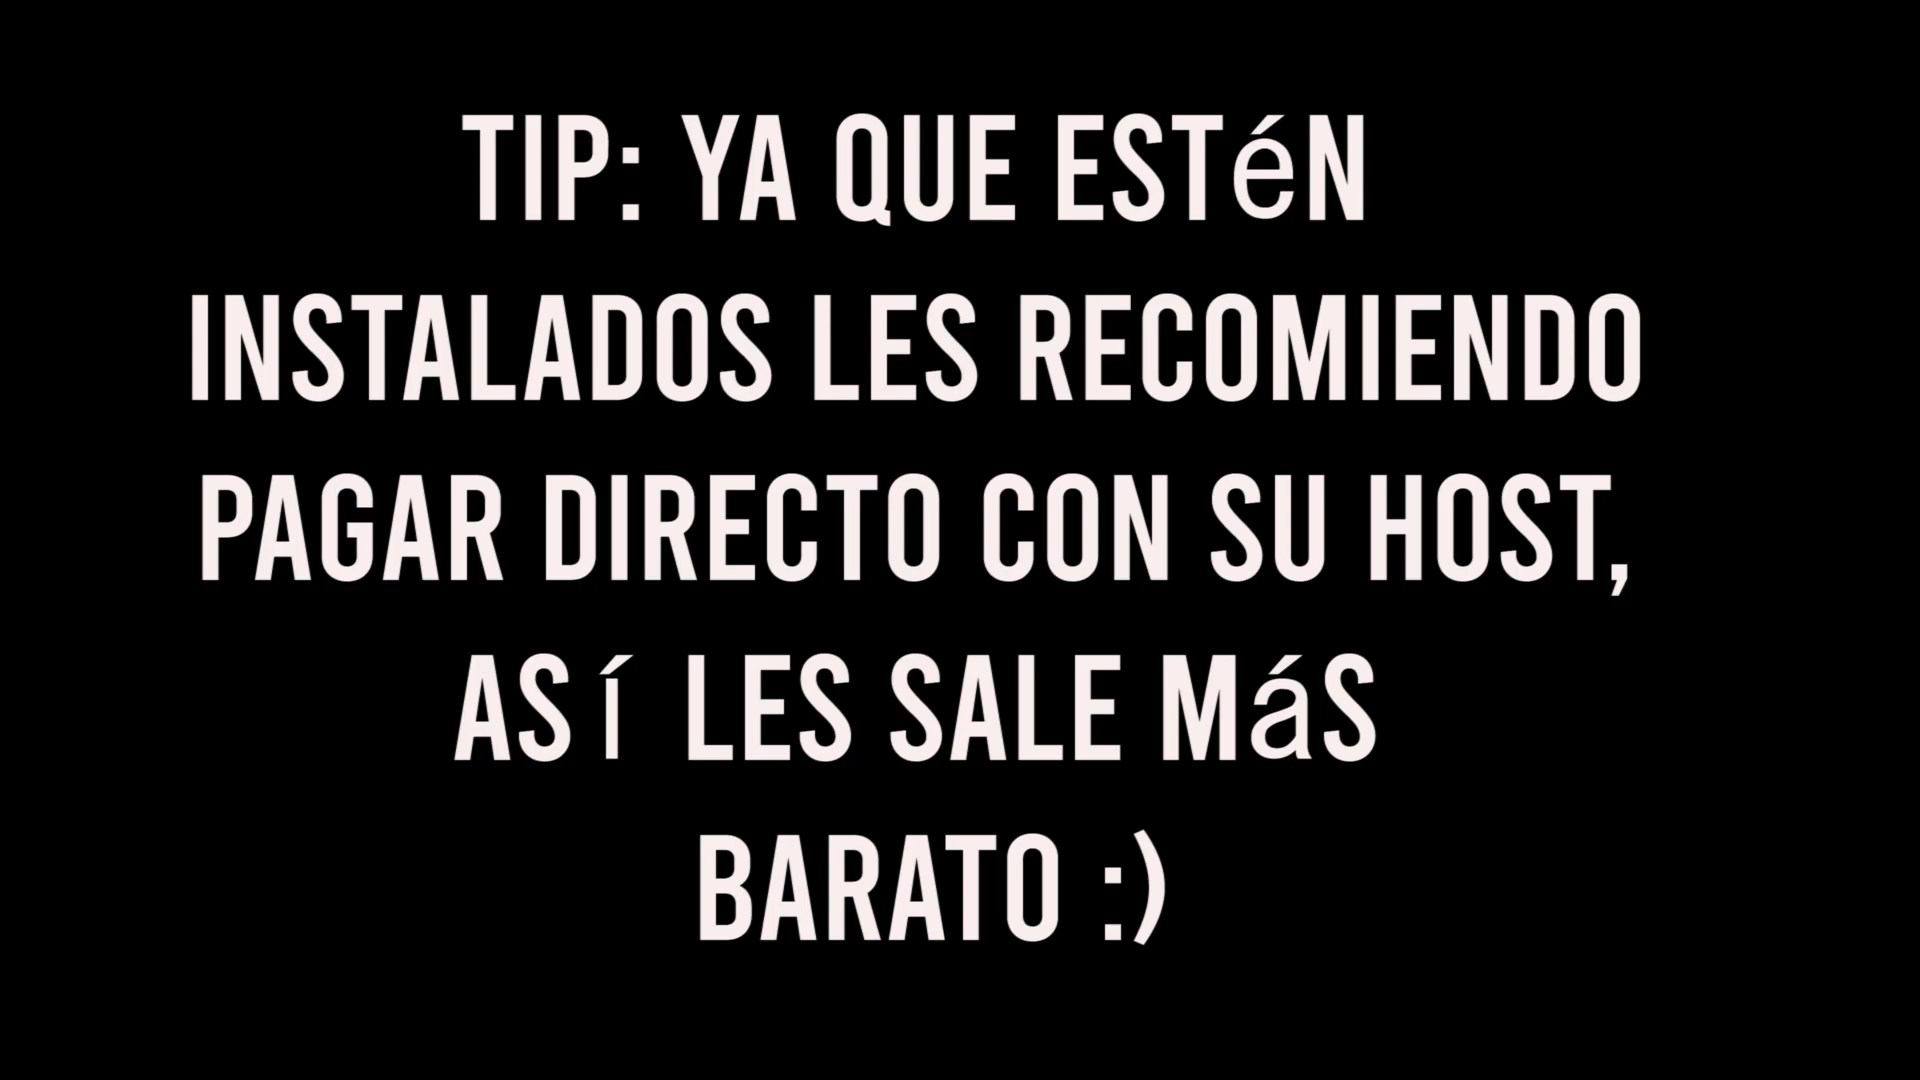 TIP: YA QUE ESTéN
INSTALADOS LES RECOMIENDO
PAGAR DIRECTO CON SU HOST,
ASí LES SALE MáS
BARATO :)